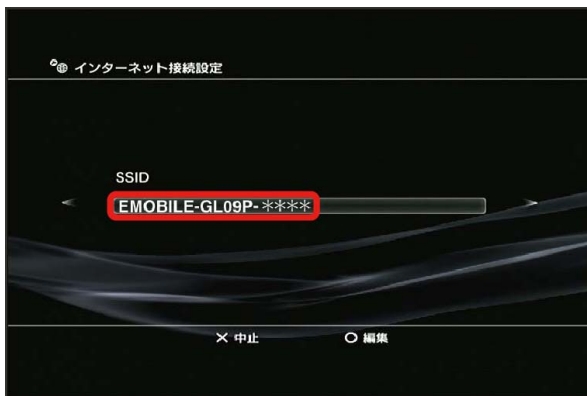 インターネット接続設定
SSID
EMOBILE-GL09P-****
× 中止 ○ 編集